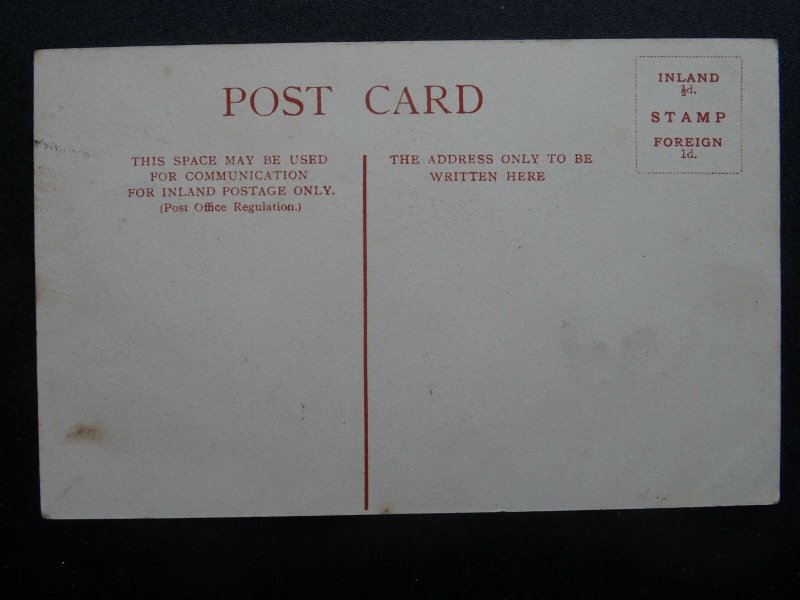 POST CARD
INLAND
½d.
STAMP
FOREIGN
1d.
THIS SPACE MAY BE USED
FOR COMMUNICATION
FOR INLAND POSTAGE ONLY.
(Post Office Regulation.)
THE ADDRESS ONLY TO BE
WRITTEN HERE